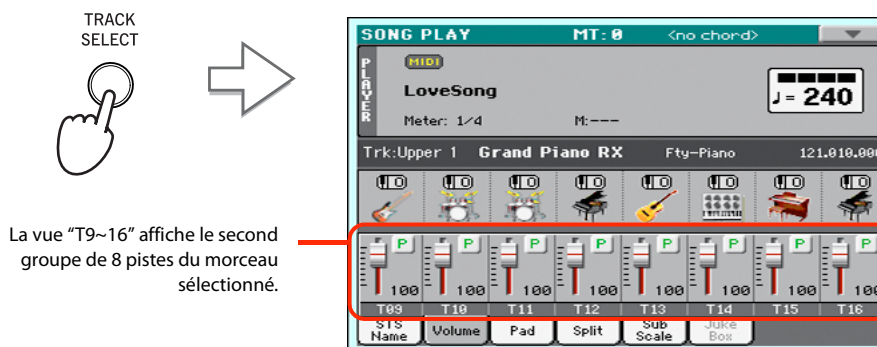 TRACK
SELECT
SONG PLAY MT: 0 <no chord>
PLAYER
MIDI
LoveSong
♩ = 240
Meter: 1/4 M:---
Trk:Upper 1 Grand Piano RX Fty-Piano 121.010.00
La vue “T9~16” affiche le second
groupe de 8 pistes du morceau
sélectionné.
P P P P P P P P
100 100 100 100 100 100 100 100
T09 T10 T11 T12 T13 T14 T15 T16
STS Name Volume Pad Split Sub Scale Juke Box